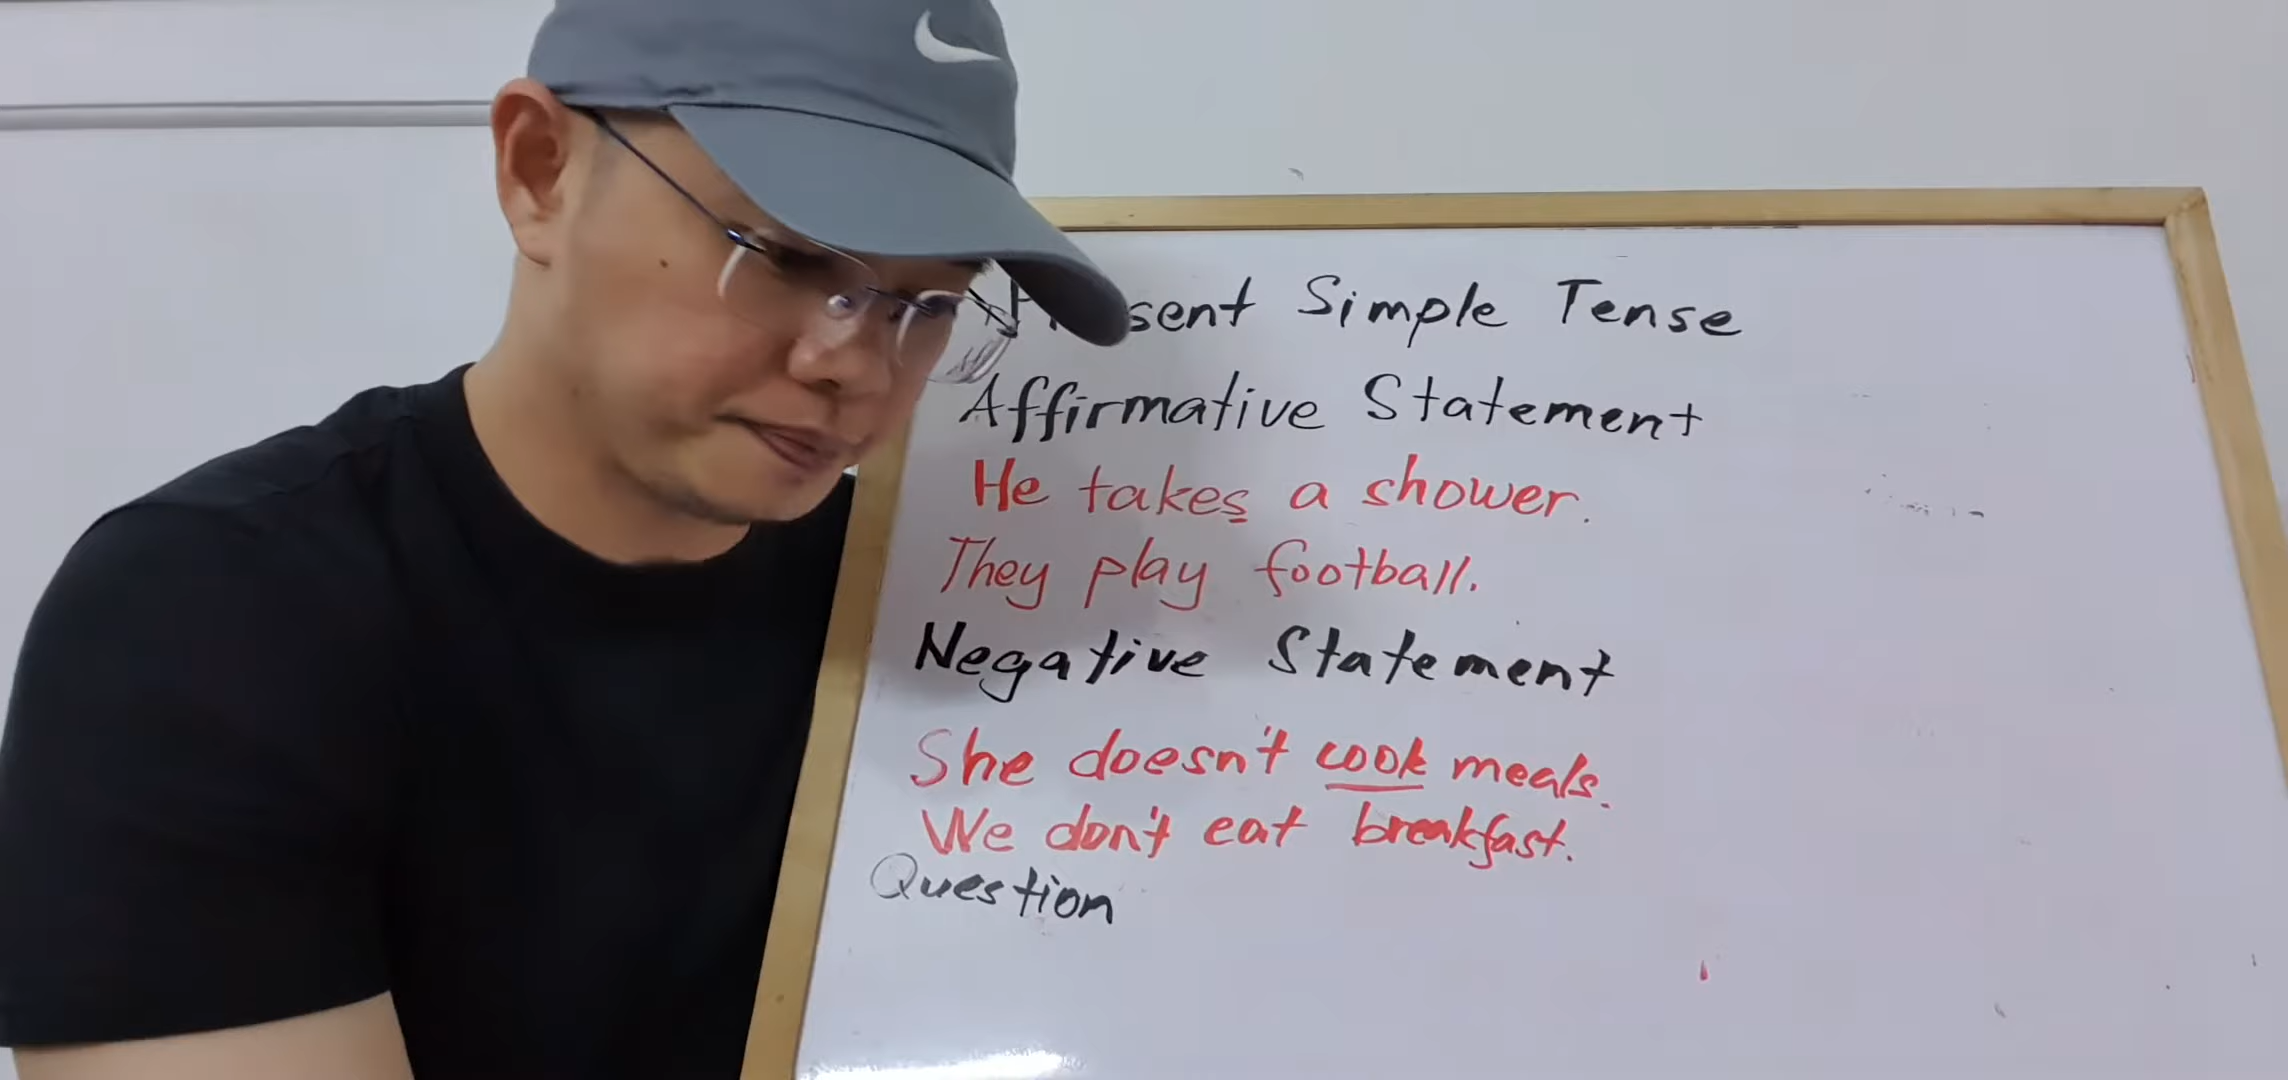 Present Simple Tense
Affirmative Statement
He takes a shower.
They play football.
Negative Statement
She doesn't cook meals.
We don't eat breakfast.
Question